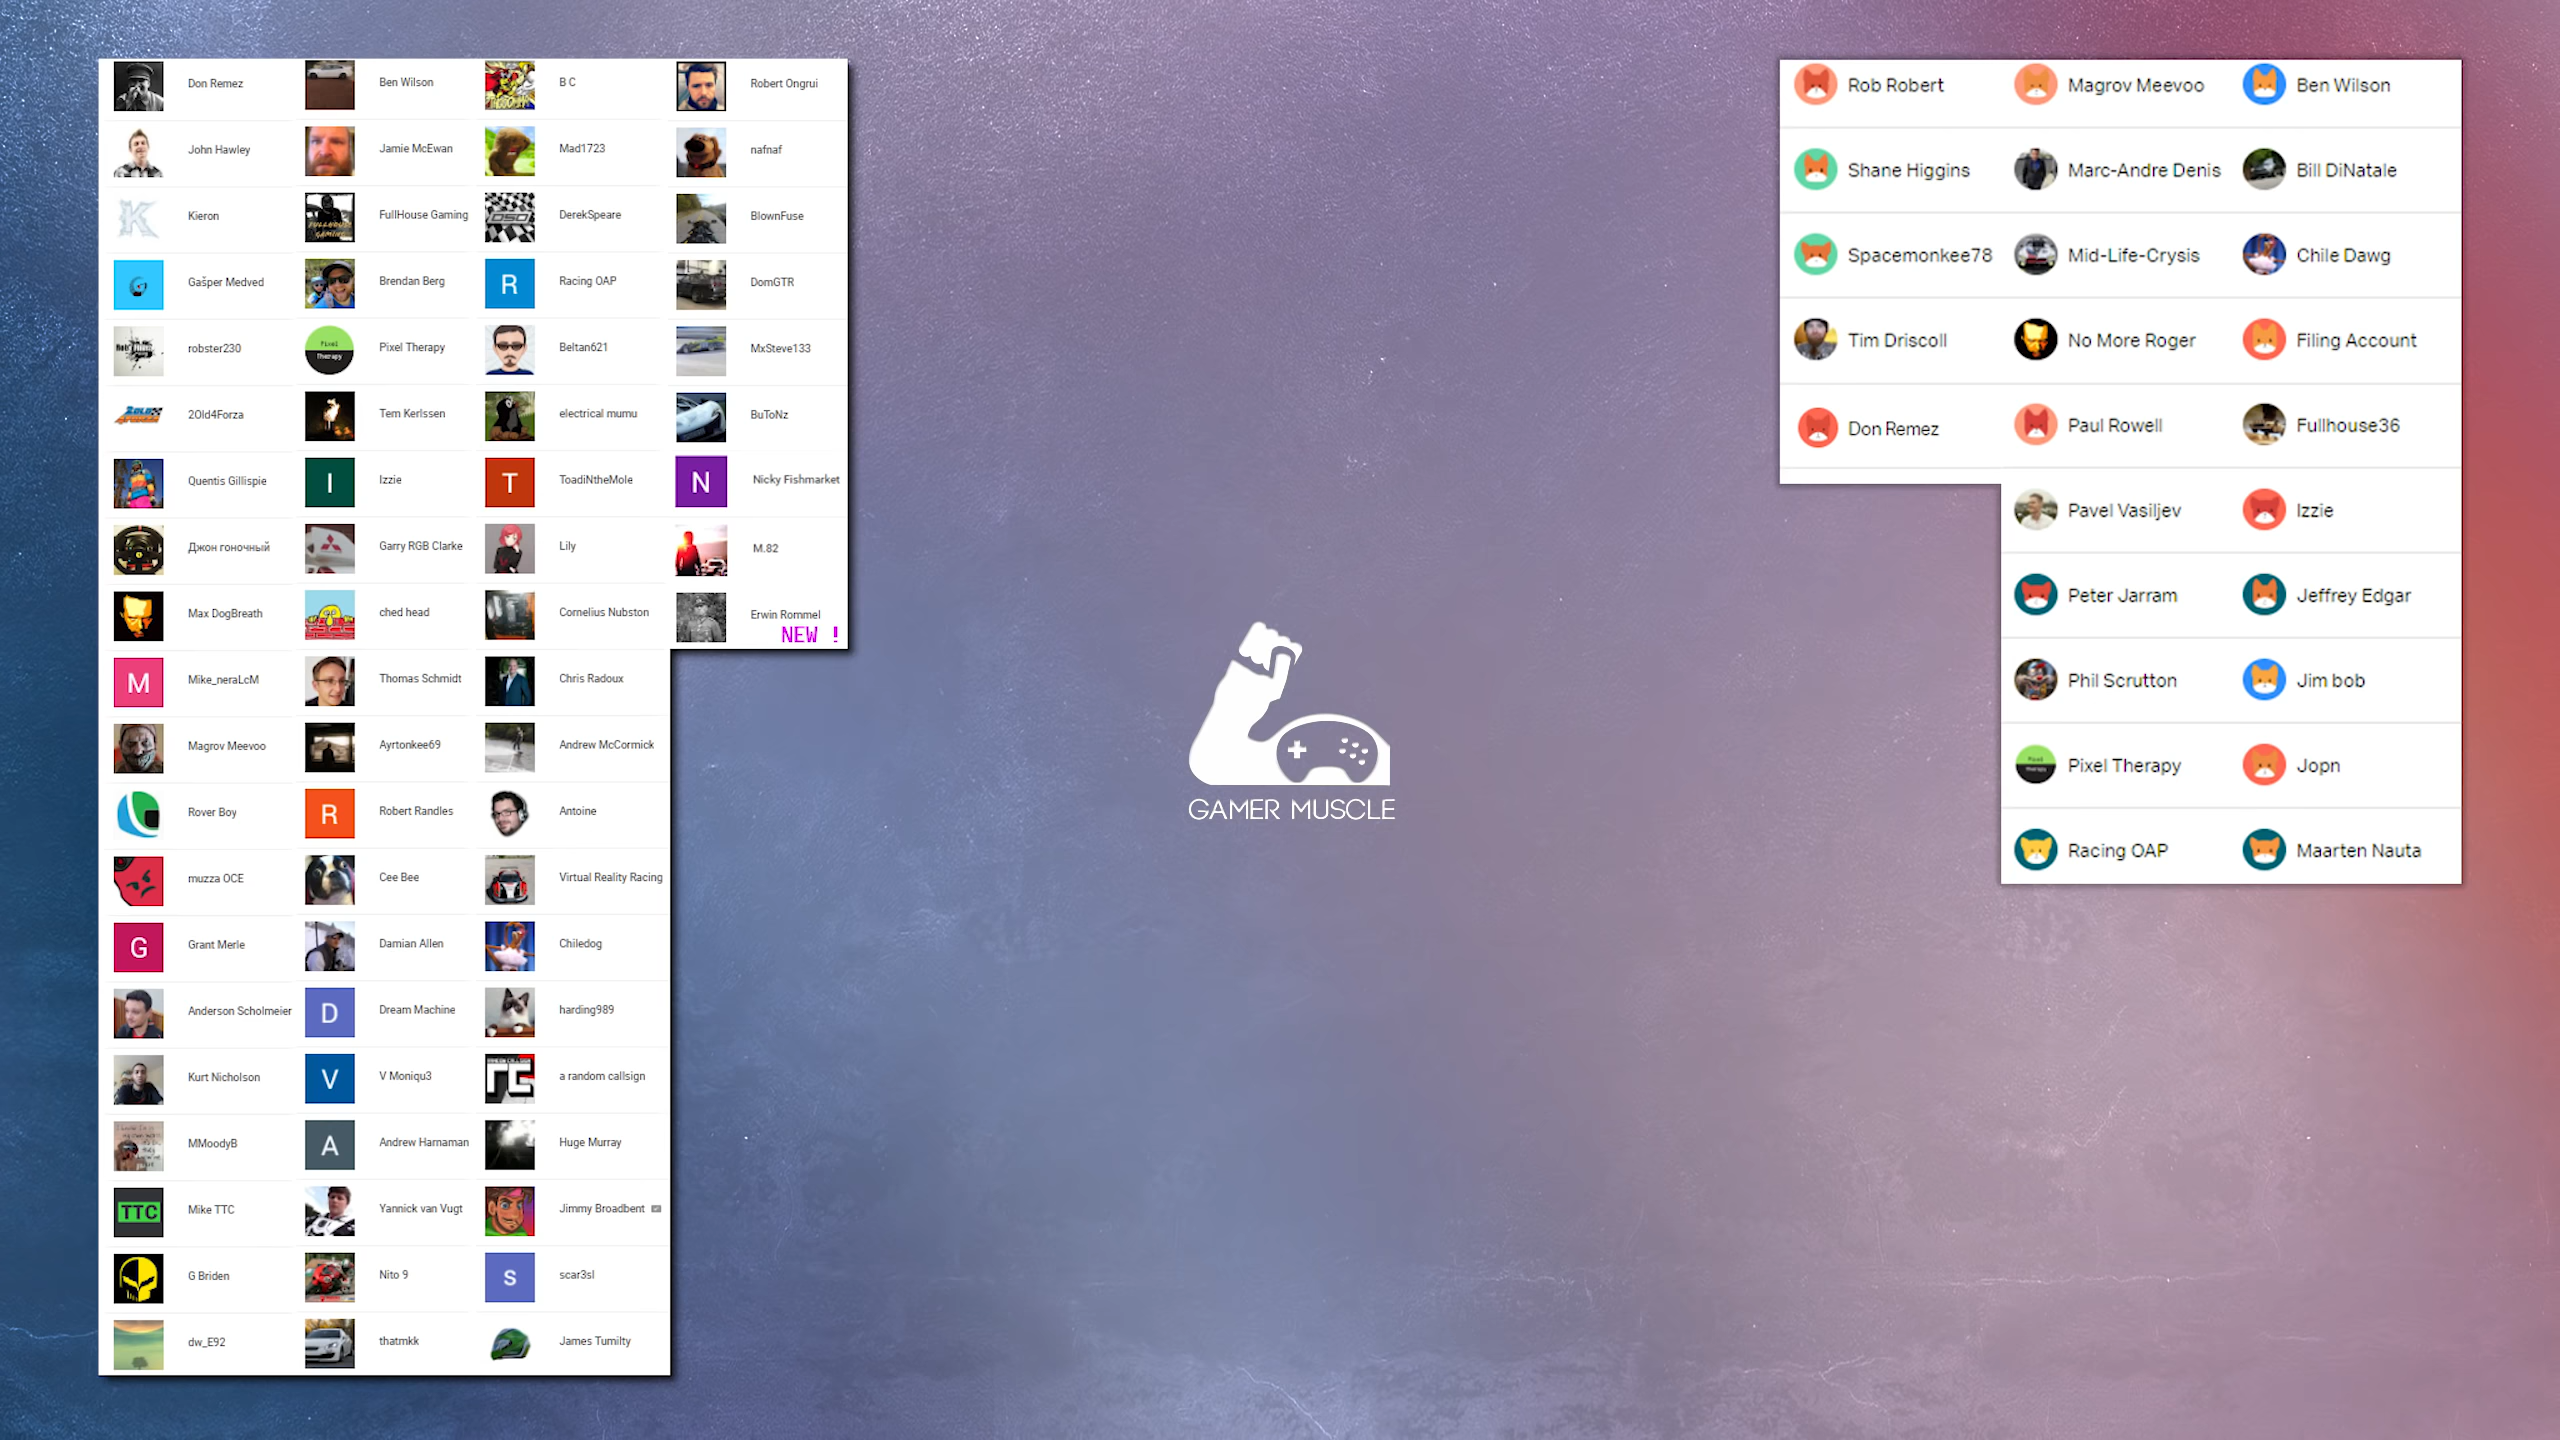 Don Remez
Ben Wilson
B C
Robert Ongrui
John Hawley
Jamie McEwan
Mad1723
nafnaf
Kieron
FullHouse Gaming
DerekSpeare
BlownFuse
Gašper Medved
Brendan Berg
R
Racing OAP
DomGTR
robster230
Pixel
Therapy
Pixel Therapy
Beltan621
MxSteve133
2Old4Forza
Tem Kerlssen
electrical mumu
BuToNz
Quentis Gillispie
I
Izzie
T
ToadiNtheMole
N
Nicky Fishmarket
Джон гоночный
Garry RGB Clarke
Lily
M.82
Max DogBreath
ched head
Cornelius Nubston
Erwin Rommel
NEW !
M
Mike_neraLcM
Thomas Schmidt
Chris Radoux
Magrov Meevoo
Ayrtonkee69
Andrew McCormick
Rover Boy
R
Robert Randles
Antoine
muzza OCE
Cee Bee
Virtual Reality Racing
G
Grant Merle
Damian Allen
Chiledog
Anderson Scholmeier
D
Dream Machine
harding989
Kurt Nicholson
V
V Moniqu3
a random callsign
MMoodyB
A
Andrew Harnaman
Huge Murray
TTC
Mike TTC
Yannick van Vugt
Jimmy Broadbent
G Briden
Nito 9
S
scar3sl
dw_E92
thatmkk
James Tumilty
GAMER MUSCLE
Rob Robert
Magrov Meevoo
Ben Wilson
Shane Higgins
Marc-Andre Denis
Bill DiNatale
Spacemonkee78
Mid-Life-Crysis
Chile Dawg
Tim Driscoll
No More Roger
Filing Account
Don Remez
Paul Rowell
Fullhouse36
Pavel Vasiljev
Izzie
Peter Jarram
Jeffrey Edgar
Phil Scrutton
Jim bob
Pixel Therapy
Jopn
Racing OAP
Maarten Nauta